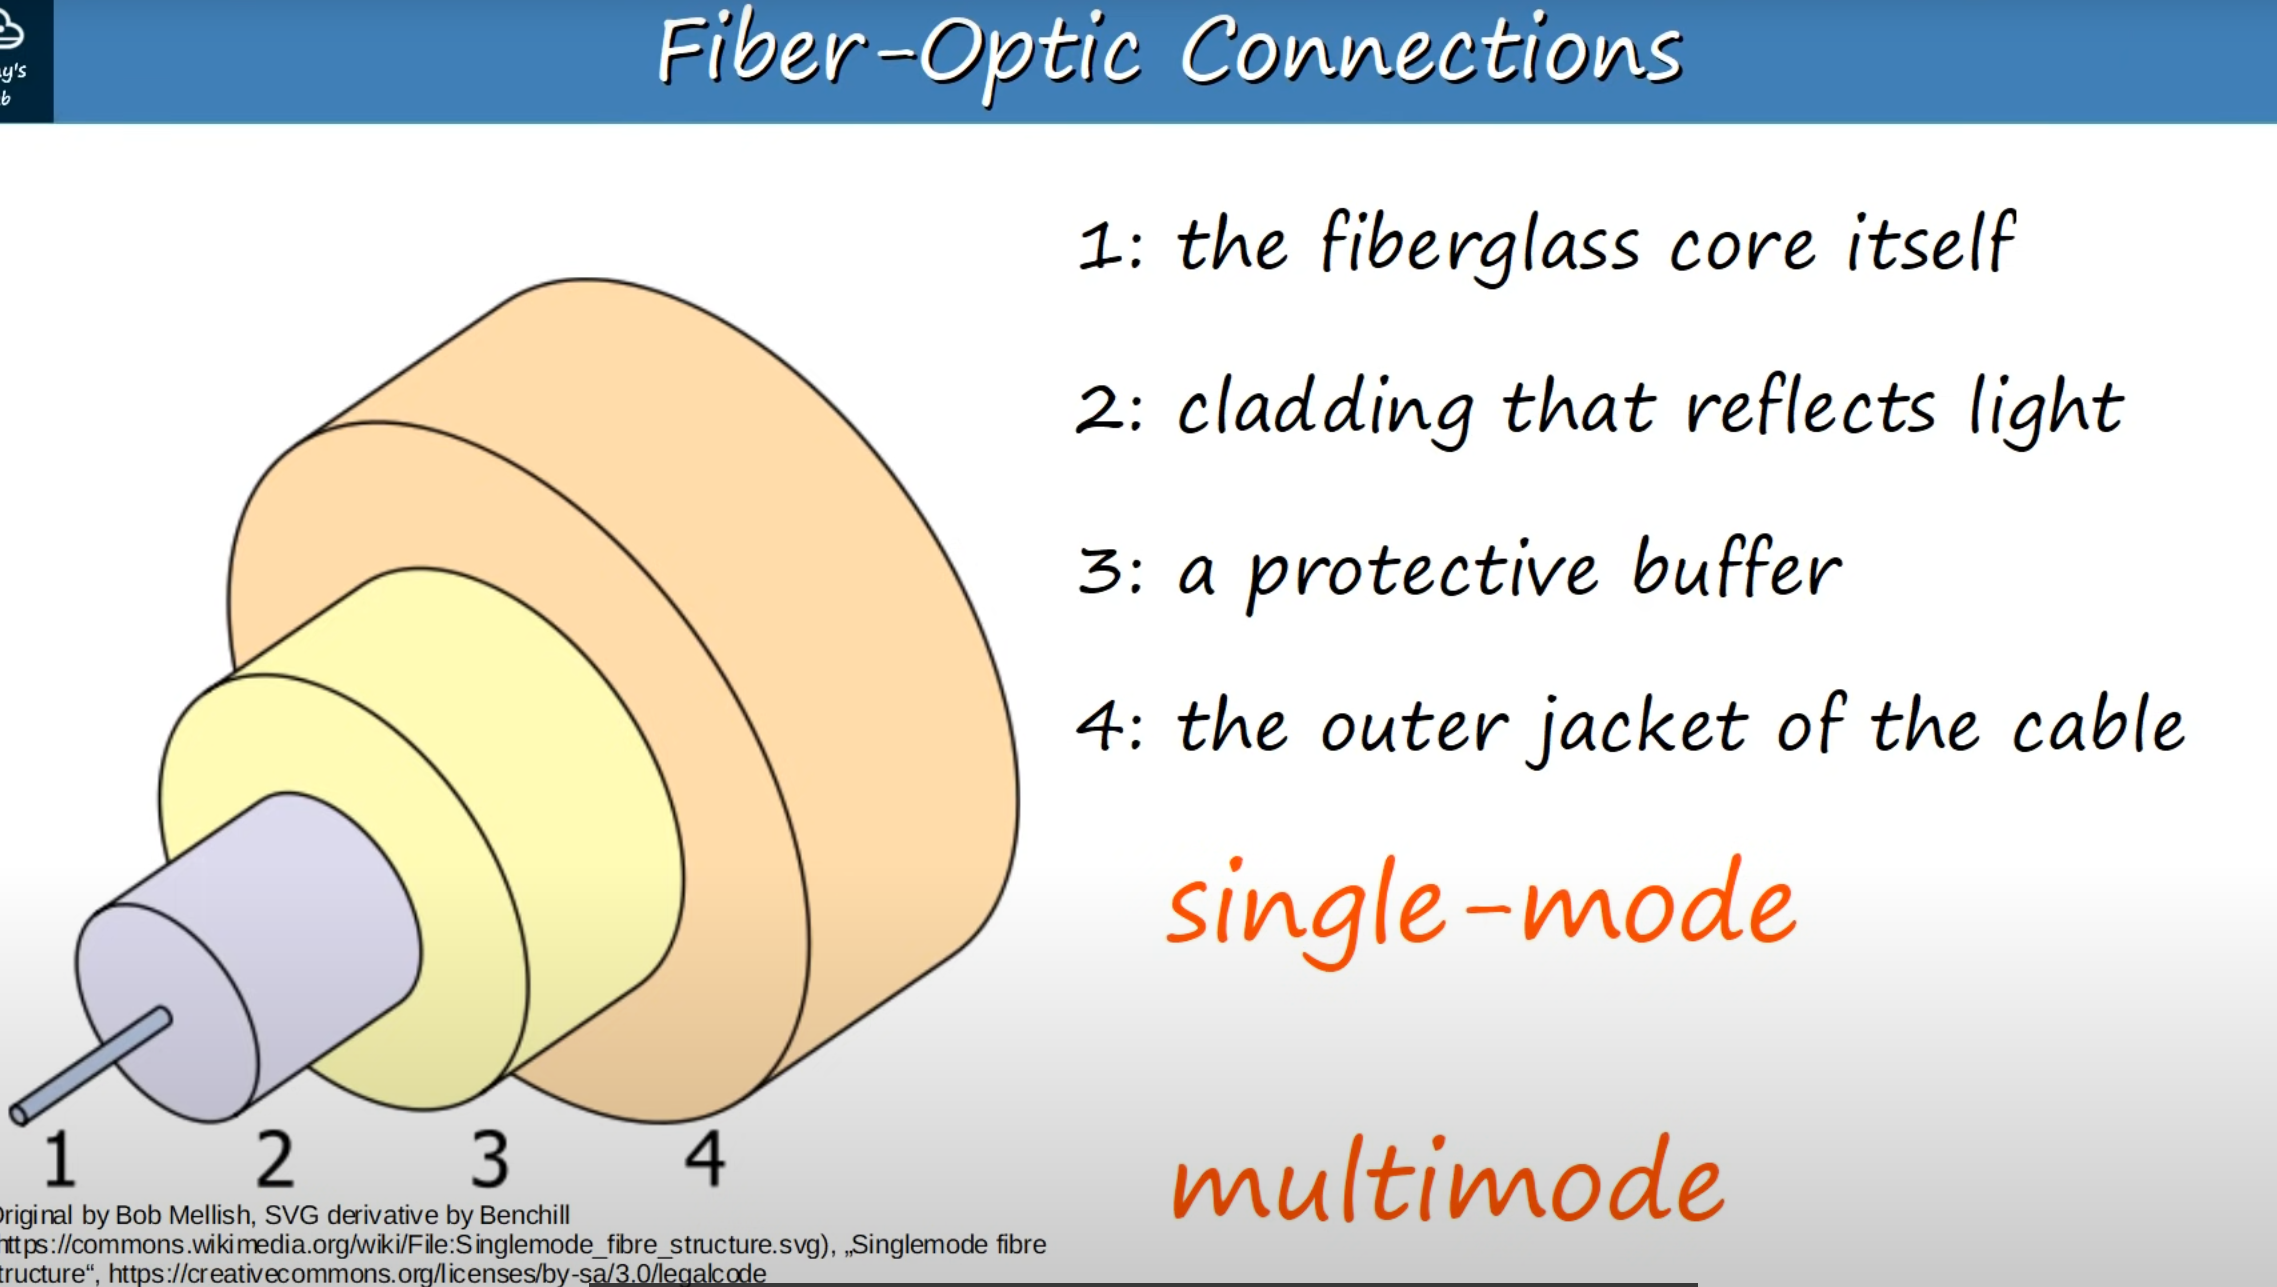 Fiber-Optic Connections
y's
b
1: the fiberglass core itself
2: cladding that reflects light
3: a protective buffer
4: the outer jacket of the cable
single-mode
multimode
1 2 3 4
riginal by Bob Mellish, SVG derivative by Benchill
https://commons.wikimedia.org/wiki/File:Singlemode_fibre_structure.svg), „Singlemode fibre
tructure“, https://creativecommons.org/licenses/by-sa/3.0/legalcode